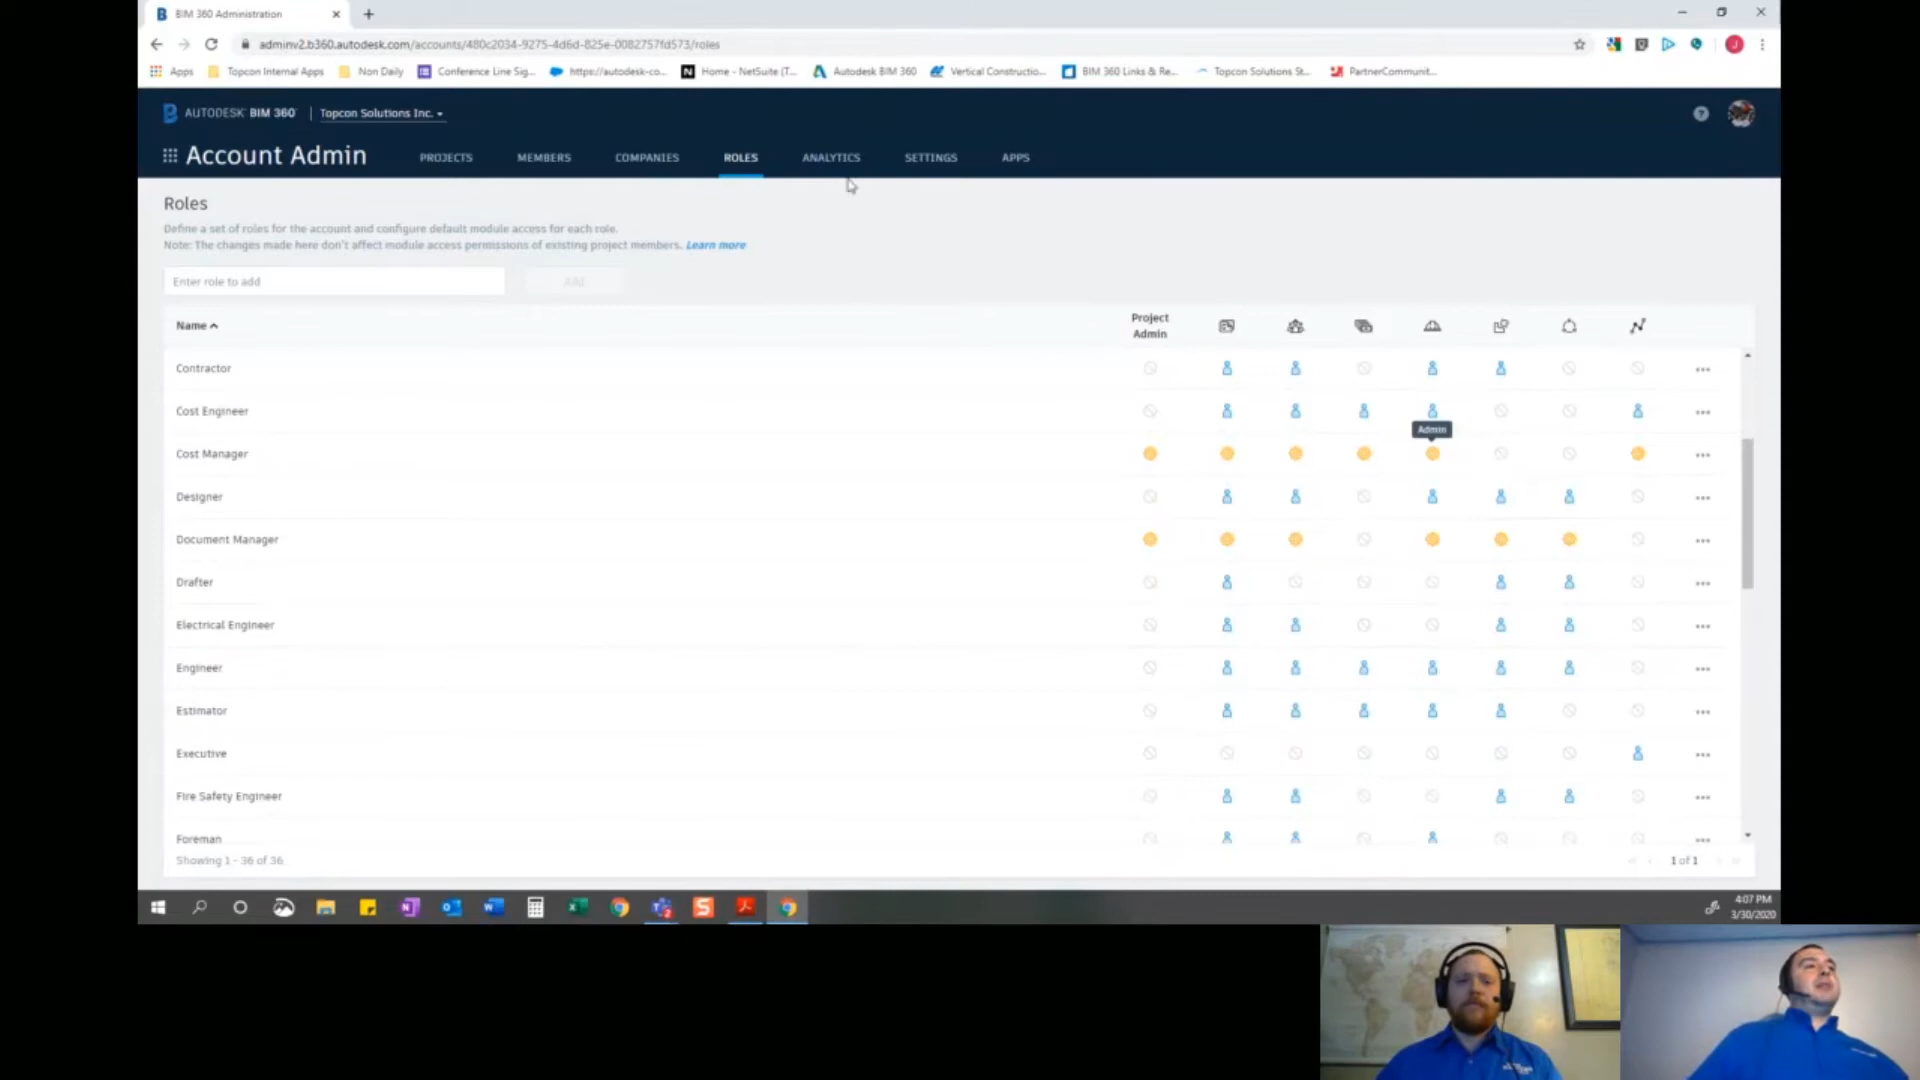 BIM 360 Administration
adminv2.b360.autodesk.com/accounts/480c2034-9275-4d6d-825e-0082757fd573/roles
Apps Topcon Internal Apps Non Daily Conference Line Sig... https://autodesk-co... Home - NetSuite (T... Autodesk BIM 360 Vertical Constructio... BIM 360 Links & Re... Topcon Solutions St... PartnerCommunit...
AUTODESK BIM 360 | Topcon Solutions Inc.
Account Admin PROJECTS MEMBERS COMPANIES ROLES ANALYTICS SETTINGS APPS
Roles
Define a set of roles for the account and configure default module access for each role.
Note: The changes made here don't affect module access permissions of existing project members. Learn more
Enter role to add Add
Name Project Admin
Contractor
Cost Engineer
Admin
Cost Manager
Designer
Document Manager
Drafter
Electrical Engineer
Engineer
Estimator
Executive
Fire Safety Engineer
Foreman
Showing 1 - 36 of 36
1 of 1
4:07 PM
3/30/2020